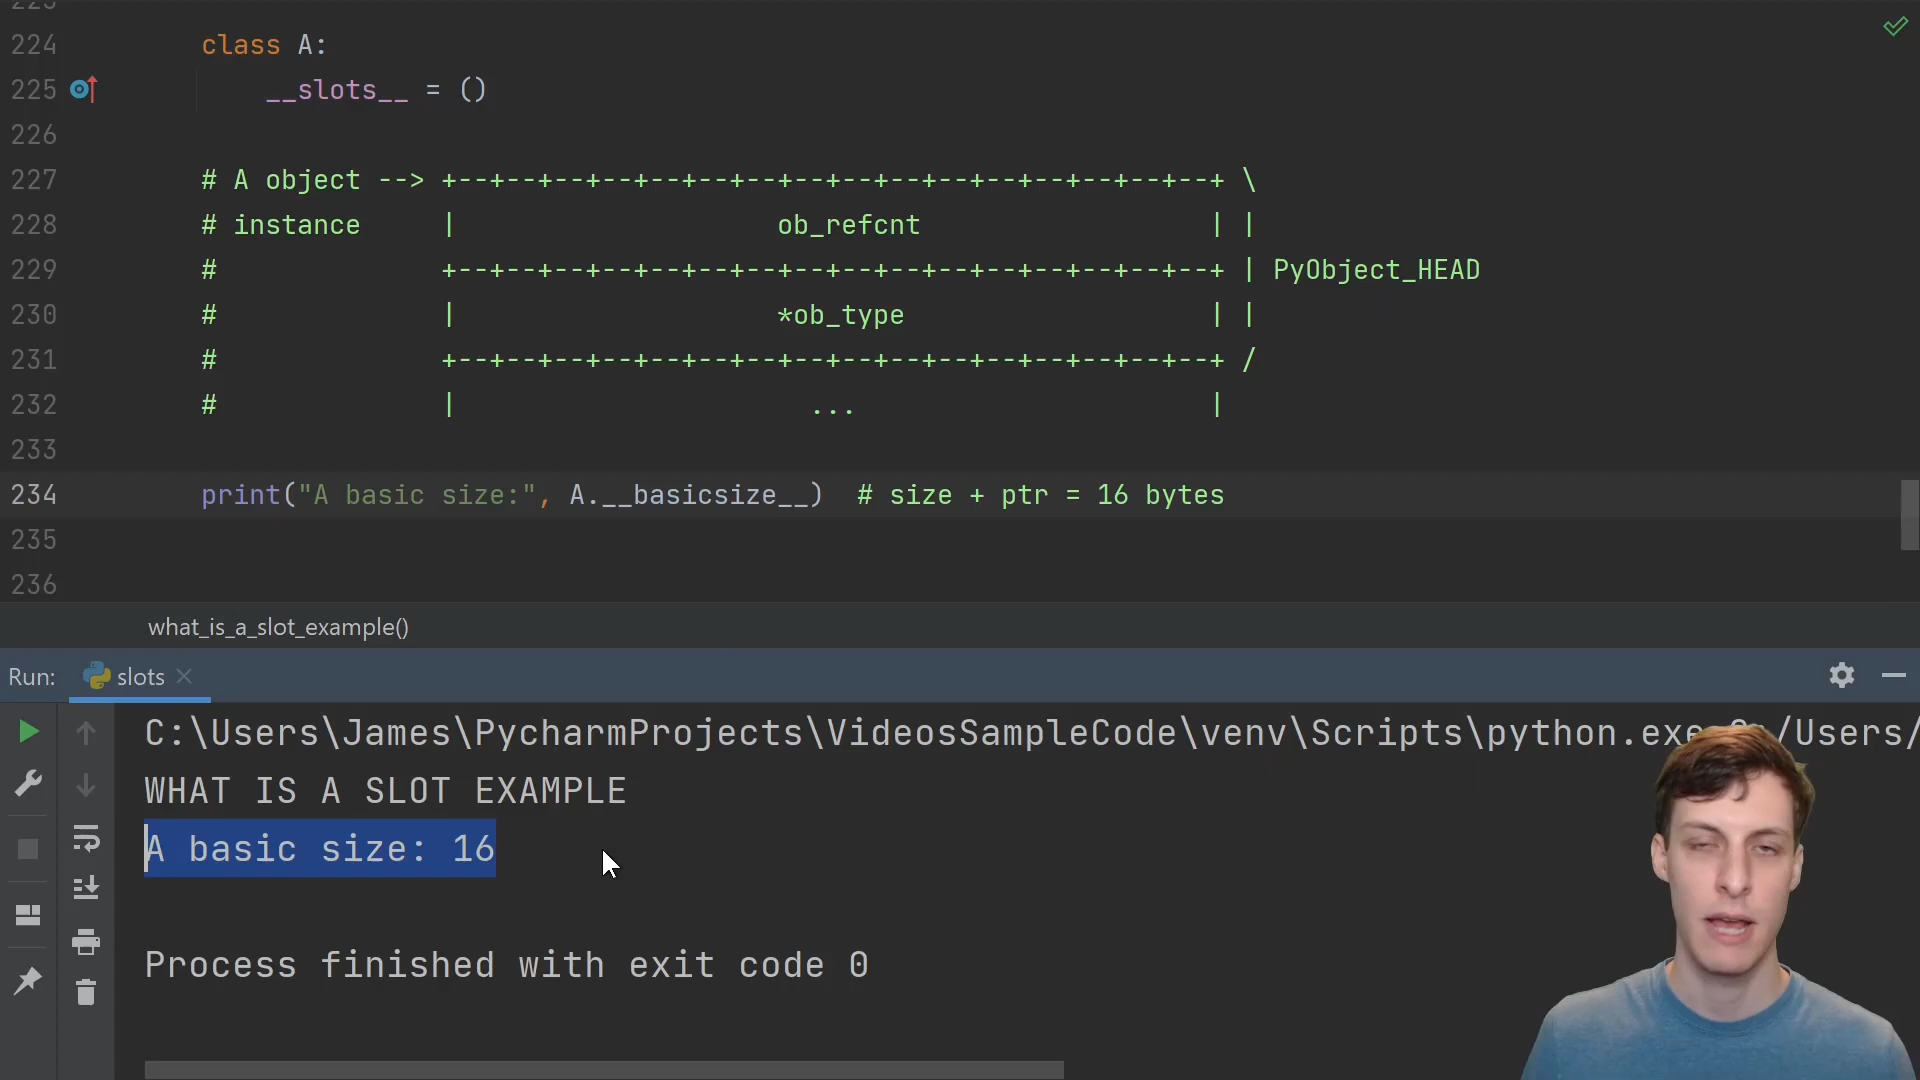 223
224 class A:
225 __slots__ = ()
226
227 # A object --> +--+--+--+--+--+--+--+--+--+--+--+--+--+--+--+--+ \
228 # instance | ob_refcnt | |
229 # +--+--+--+--+--+--+--+--+--+--+--+--+--+--+--+--+ | PyObject_HEAD
230 # | *ob_type | |
231 # +--+--+--+--+--+--+--+--+--+--+--+--+--+--+--+--+ /
232 # | ... |
233
234 print("A basic size:", A.__basicsize__) # size + ptr = 16 bytes
235
236
what_is_a_slot_example()
Run: slots
C:\Users\James\PycharmProjects\VideosSampleCode\venv\Scripts\python.exe /Users/
WHAT IS A SLOT EXAMPLE
A basic size: 16
Process finished with exit code 0